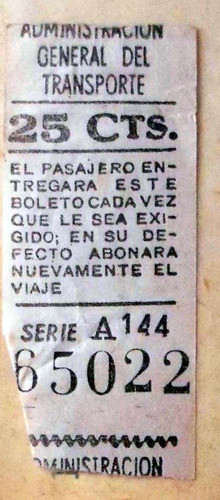 ADMINISTRACION
GENERAL DEL
TRANSPORTE
25 CTS.
EL PASAJERO EN-
TREGARA ESTE
BOLETO CADA VEZ
QUE LE SEA EXI-
GIDO; EN SU DE-
FECTO ABONARA
NUEVAMENTE EL
VIAJE
SERIE A 144
65022
ADMINISTRACION